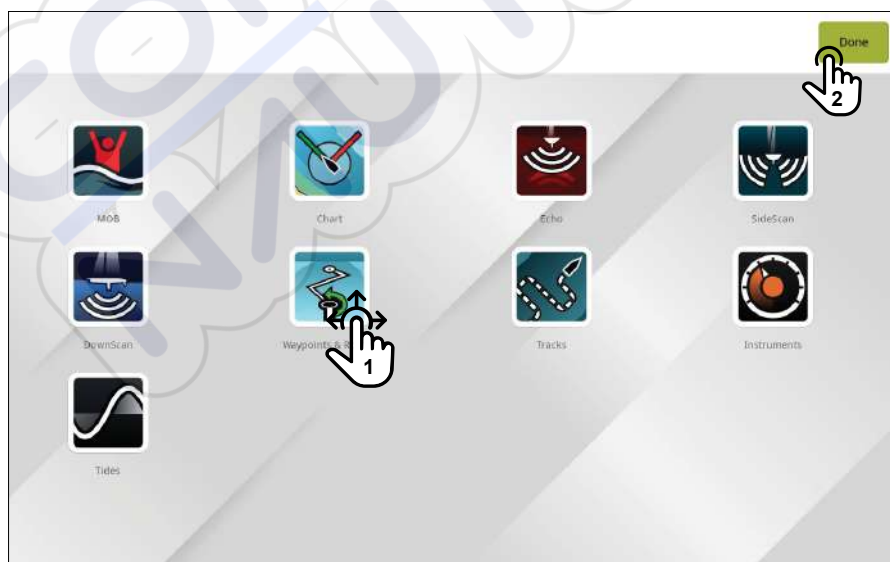 Done
2
MOB
Chart
Echo
SideScan
DownScan
Waypoints & R
1
Tracks
Instruments
Tides